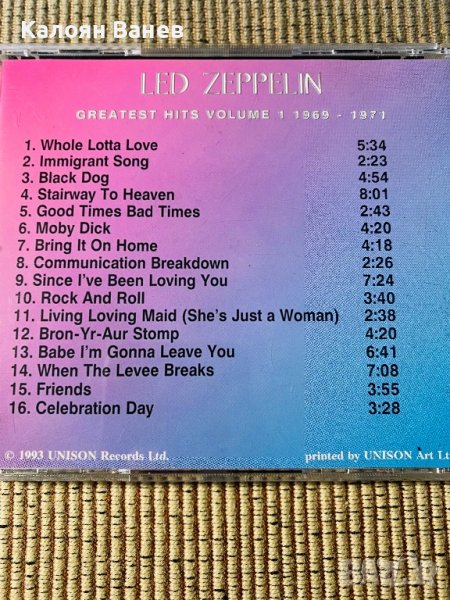 Калоян Ванев
LED ZEPPELIN
GREATEST HITS VOLUME 1 1969 - 1971
1. Whole Lotta Love 5:34
2. Immigrant Song 2:23
3. Black Dog 4:54
4. Stairway To Heaven 8:01
5. Good Times Bad Times 2:43
6. Moby Dick 4:20
7. Bring It On Home 4:18
8. Communication Breakdown 2:26
9. Since I've Been Loving You 7:24
10. Rock And Roll 3:40
11. Living Loving Maid (She's Just a Woman) 2:38
12. Bron-Yr-Aur Stomp 4:20
13. Babe I'm Gonna Leave You 6:41
14. When The Levee Breaks 7:08
15. Friends 3:55
16. Celebration Day 3:28
© 1993 UNISON Records Ltd. printed by UNISON Art Lt